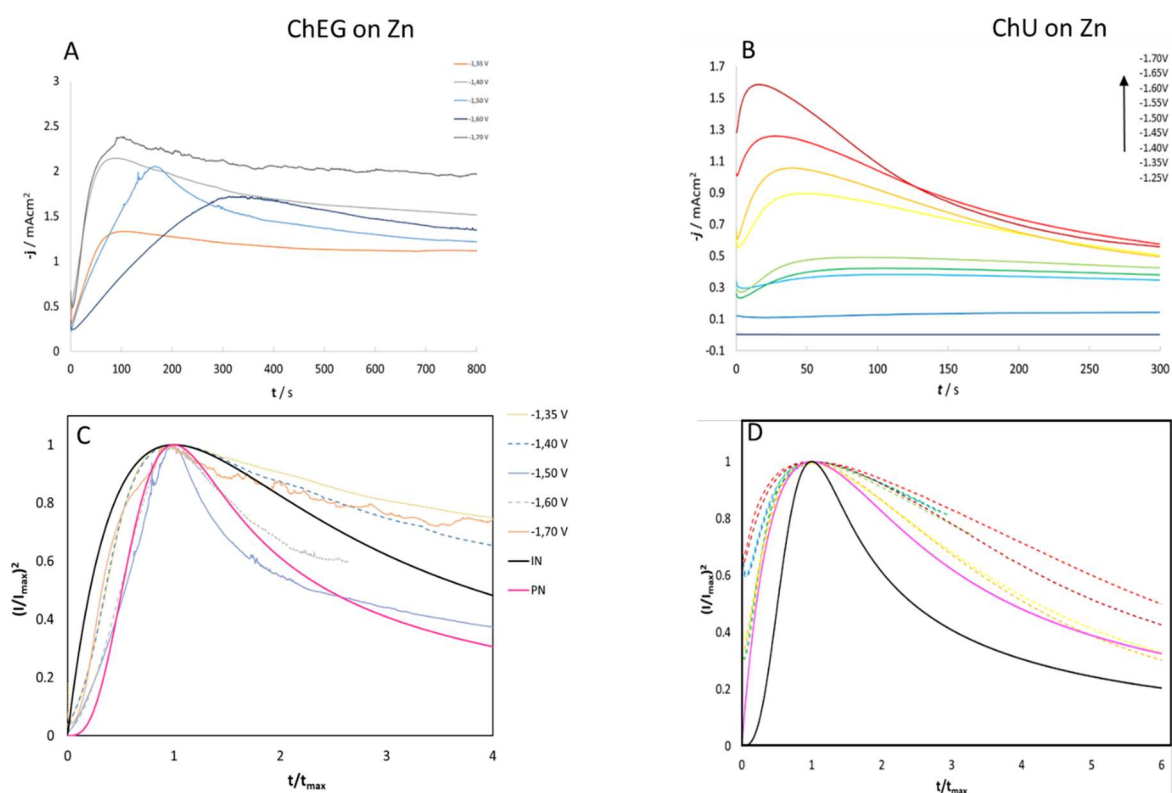 ChEG on Zn
ChU on Zn
A
-1,35 V
-1,40 V
-1,50 V
-1,60 V
-1,70 V
3
2.5
2
1.5
1
0.5
0
-j / mAcm²
0
100
200
300
400
500
600
700
800
t / s
B
-1.70V
-1.65V
-1.60V
-1.55V
-1.50V
-1.45V
-1.40V
-1.35V
-1.25V
1.7
1.5
1.3
1.1
0.9
0.7
0.5
0.3
0.1
-0.1
-j / mAcm²
0
50
100
150
200
250
300
t / s
C
-1,35 V
-1,40 V
-1,50 V
-1,60 V
-1,70 V
IN
PN
1
0.8
0.6
0.4
0.2
0
(I/Imax)²
0
1
2
3
4
t/tmax
D
1
0.8
0.6
0.4
0.2
0
(I/Imax)²
0
1
2
3
4
5
6
t/tmax